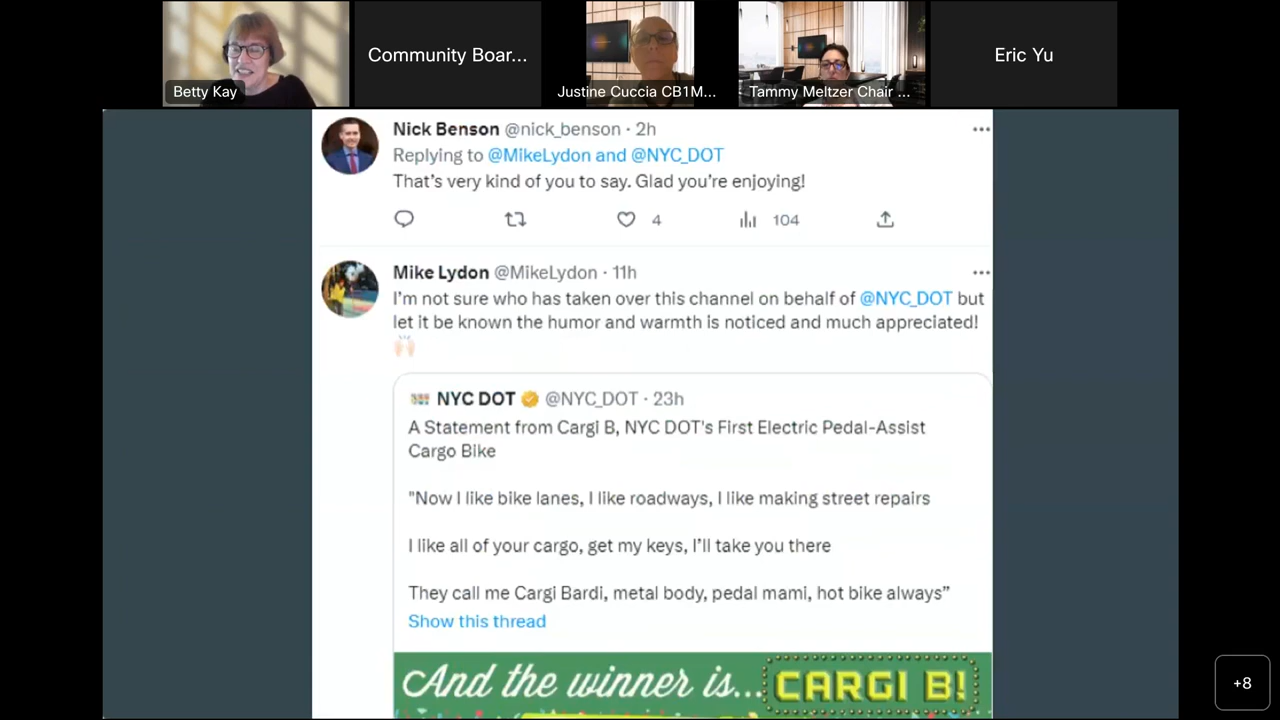 Betty Kay
Community Boar...
Justine Cuccia CB1M...
Tammy Meltzer Chair ...
Eric Yu
Nick Benson @nick_benson · 2h
Replying to @MikeLydon and @NYC_DOT
That's very kind of you to say. Glad you're enjoying!
4
104
Mike Lydon @MikeLydon · 11h
I'm not sure who has taken over this channel on behalf of @NYC_DOT but
let it be known the humor and warmth is noticed and much appreciated!
🙌🏻
NYC DOT @NYC_DOT · 23h
A Statement from Cargi B, NYC DOT's First Electric Pedal-Assist
Cargo Bike
"Now I like bike lanes, I like roadways, I like making street repairs
I like all of your cargo, get my keys, I'll take you there
They call me Cargi Bardi, metal body, pedal mami, hot bike always”
Show this thread
And the winner is... CARGI B!
+8